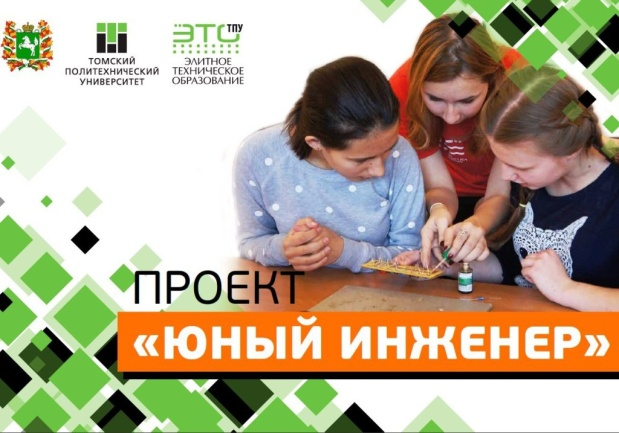 ТОМСКИЙ
ПОЛИТЕХНИЧЕСКИЙ
УНИВЕРСИТЕТ
ЭТО ТПУ
ЭЛИТНОЕ
ТЕХНИЧЕСКОЕ
ОБРАЗОВАНИЕ
ПРОЕКТ
«ЮНЫЙ ИНЖЕНЕР»